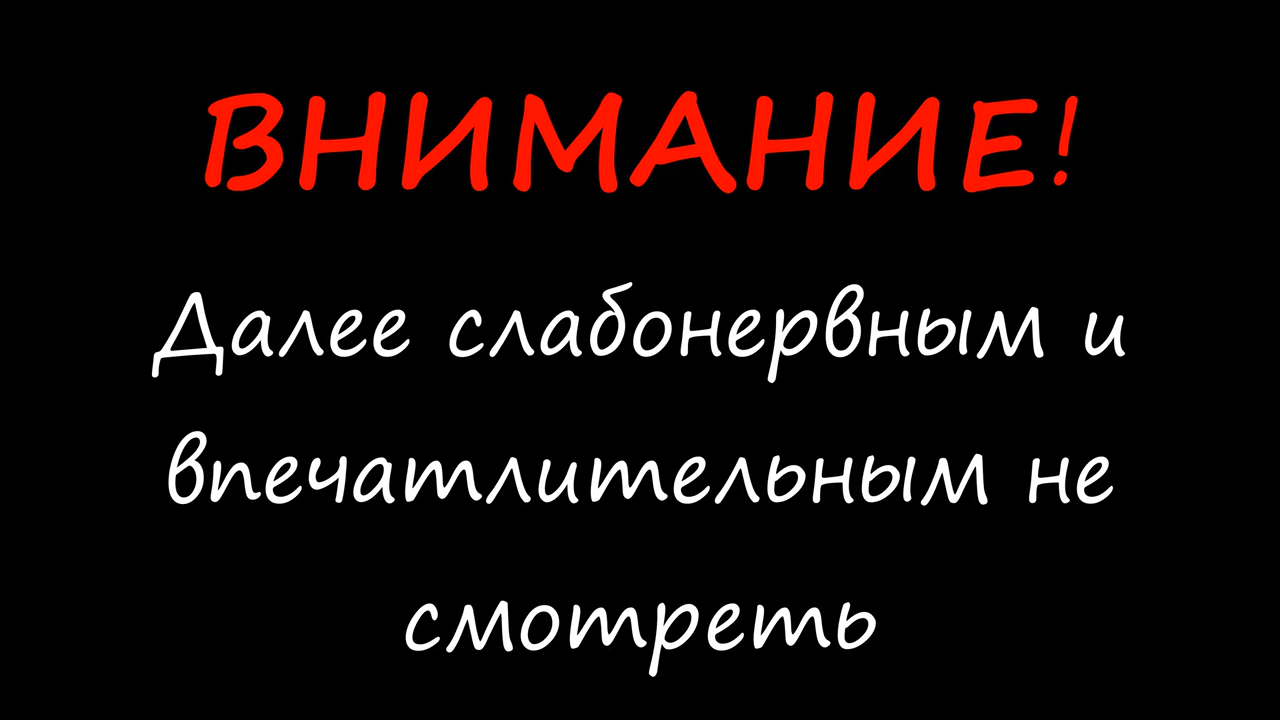 ВНИМАНИЕ!
Далее слабонервным и
впечатлительным не
смотреть